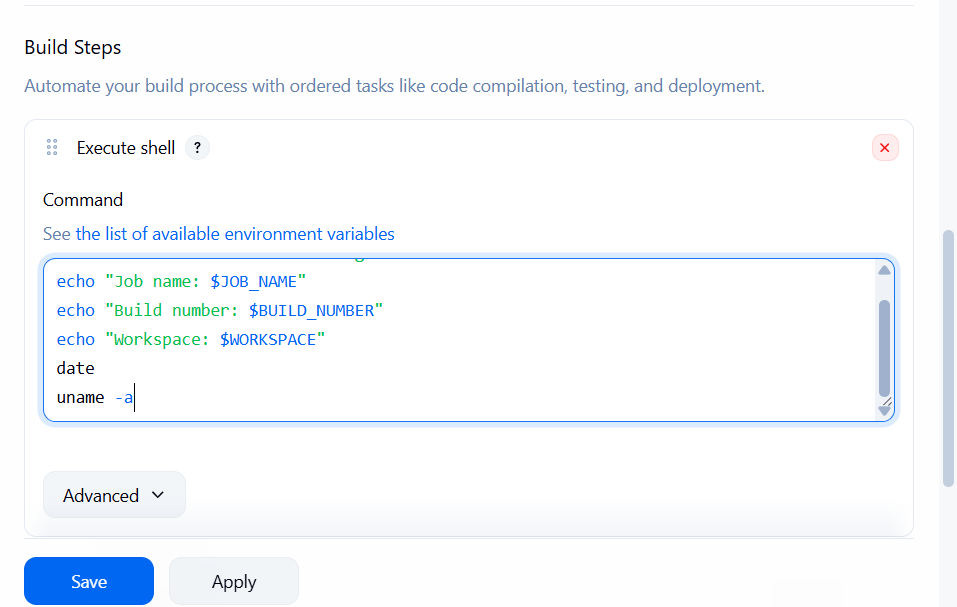 Build Steps
Automate your build process with ordered tasks like code compilation, testing, and deployment.
Execute shell ?
Command
See the list of available environment variables
echo "Job name: $JOB_NAME"
echo "Build number: $BUILD_NUMBER"
echo "Workspace: $WORKSPACE"
date
uname -a
Advanced
Save Apply